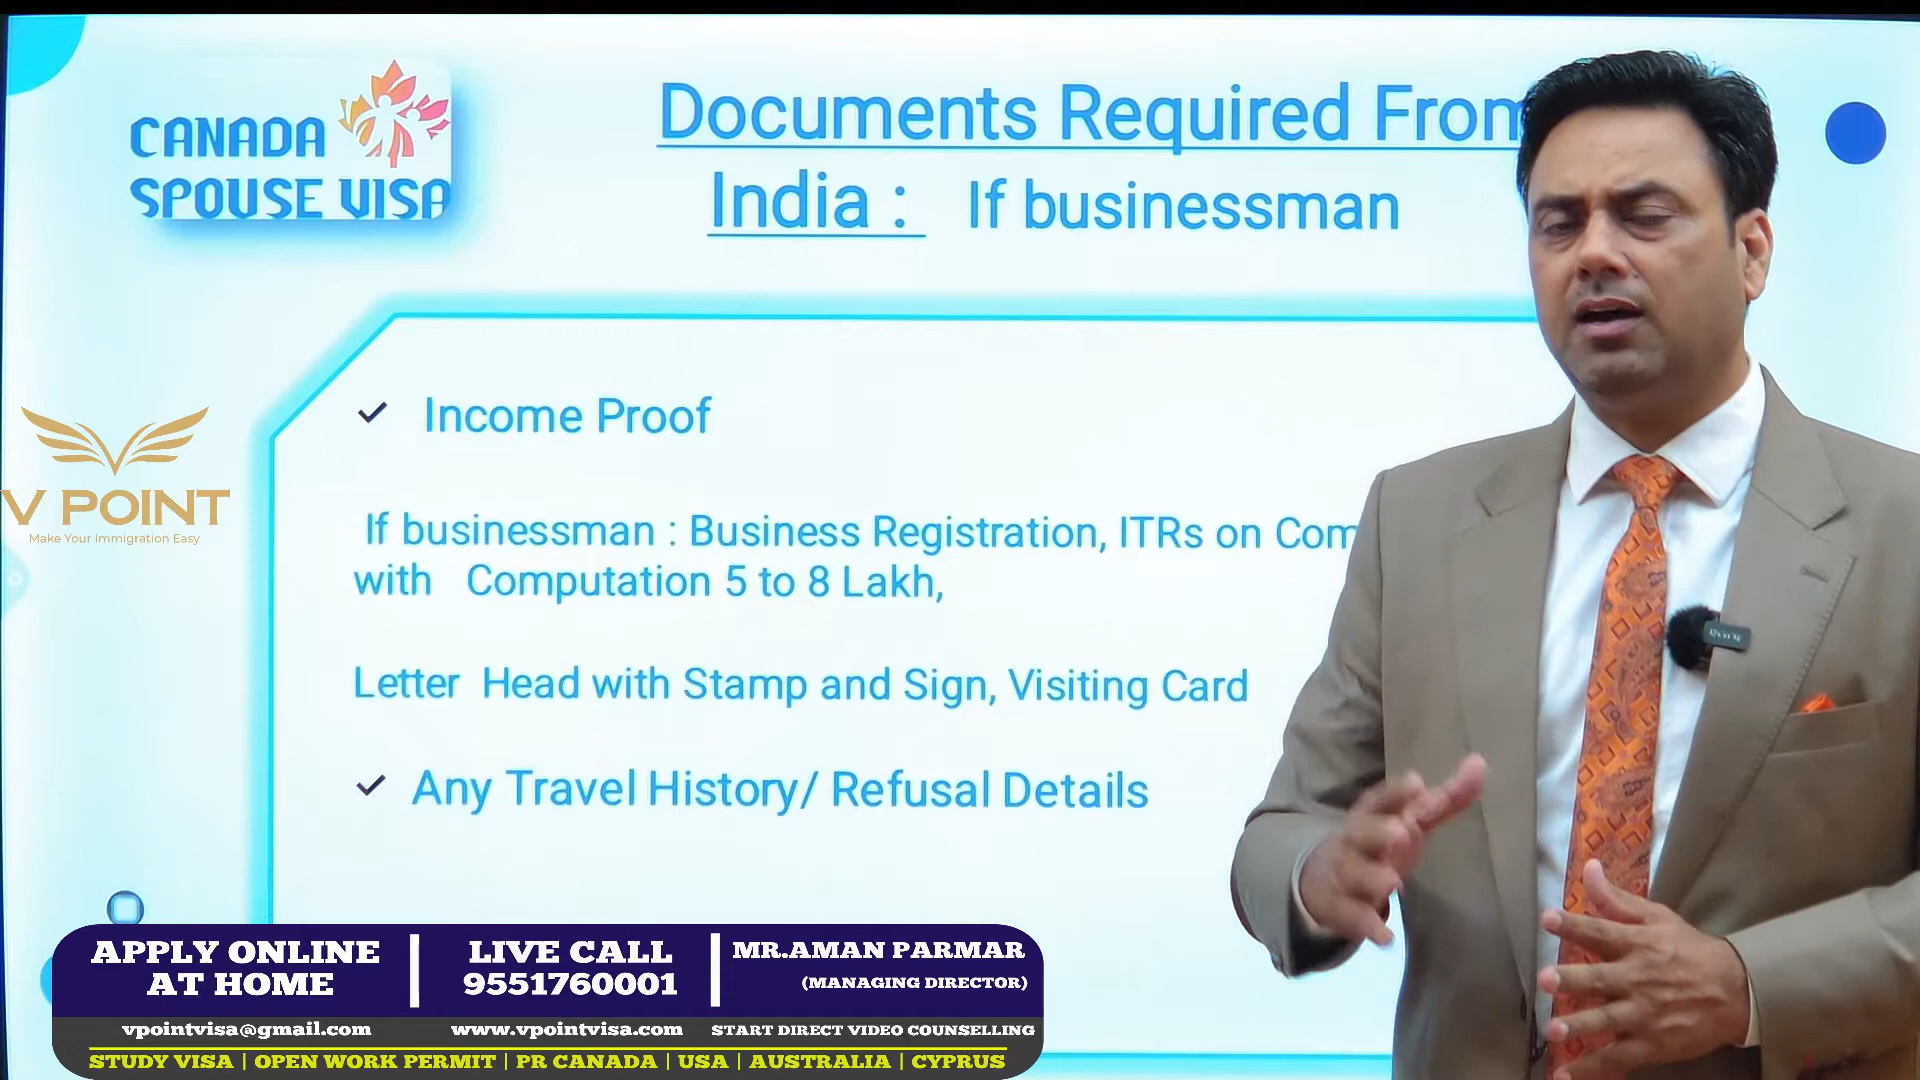 CANADA
SPOUSE VISA
Documents Required From
India : If businessman
Income Proof
V POINT
Make Your Immigration Easy
If businessman : Business Registration, ITRs on
with Computation 5 to 8 Lakh,
Letter Head with Stamp and Sign, Visiting Card
Any Travel History/ Refusal Details
APPLY ONLINE
AT HOME
LIVE CALL
9551760001
MR.AMAN PARMAR
(MANAGING DIRECTOR)
vpointvisa@gmail.com
www.vpointvisa.com
START DIRECT VIDEO COUNSELLING
STUDY VISA | OPEN WORK PERMIT | PR CANADA | USA | AUSTRALIA | CYPRUS